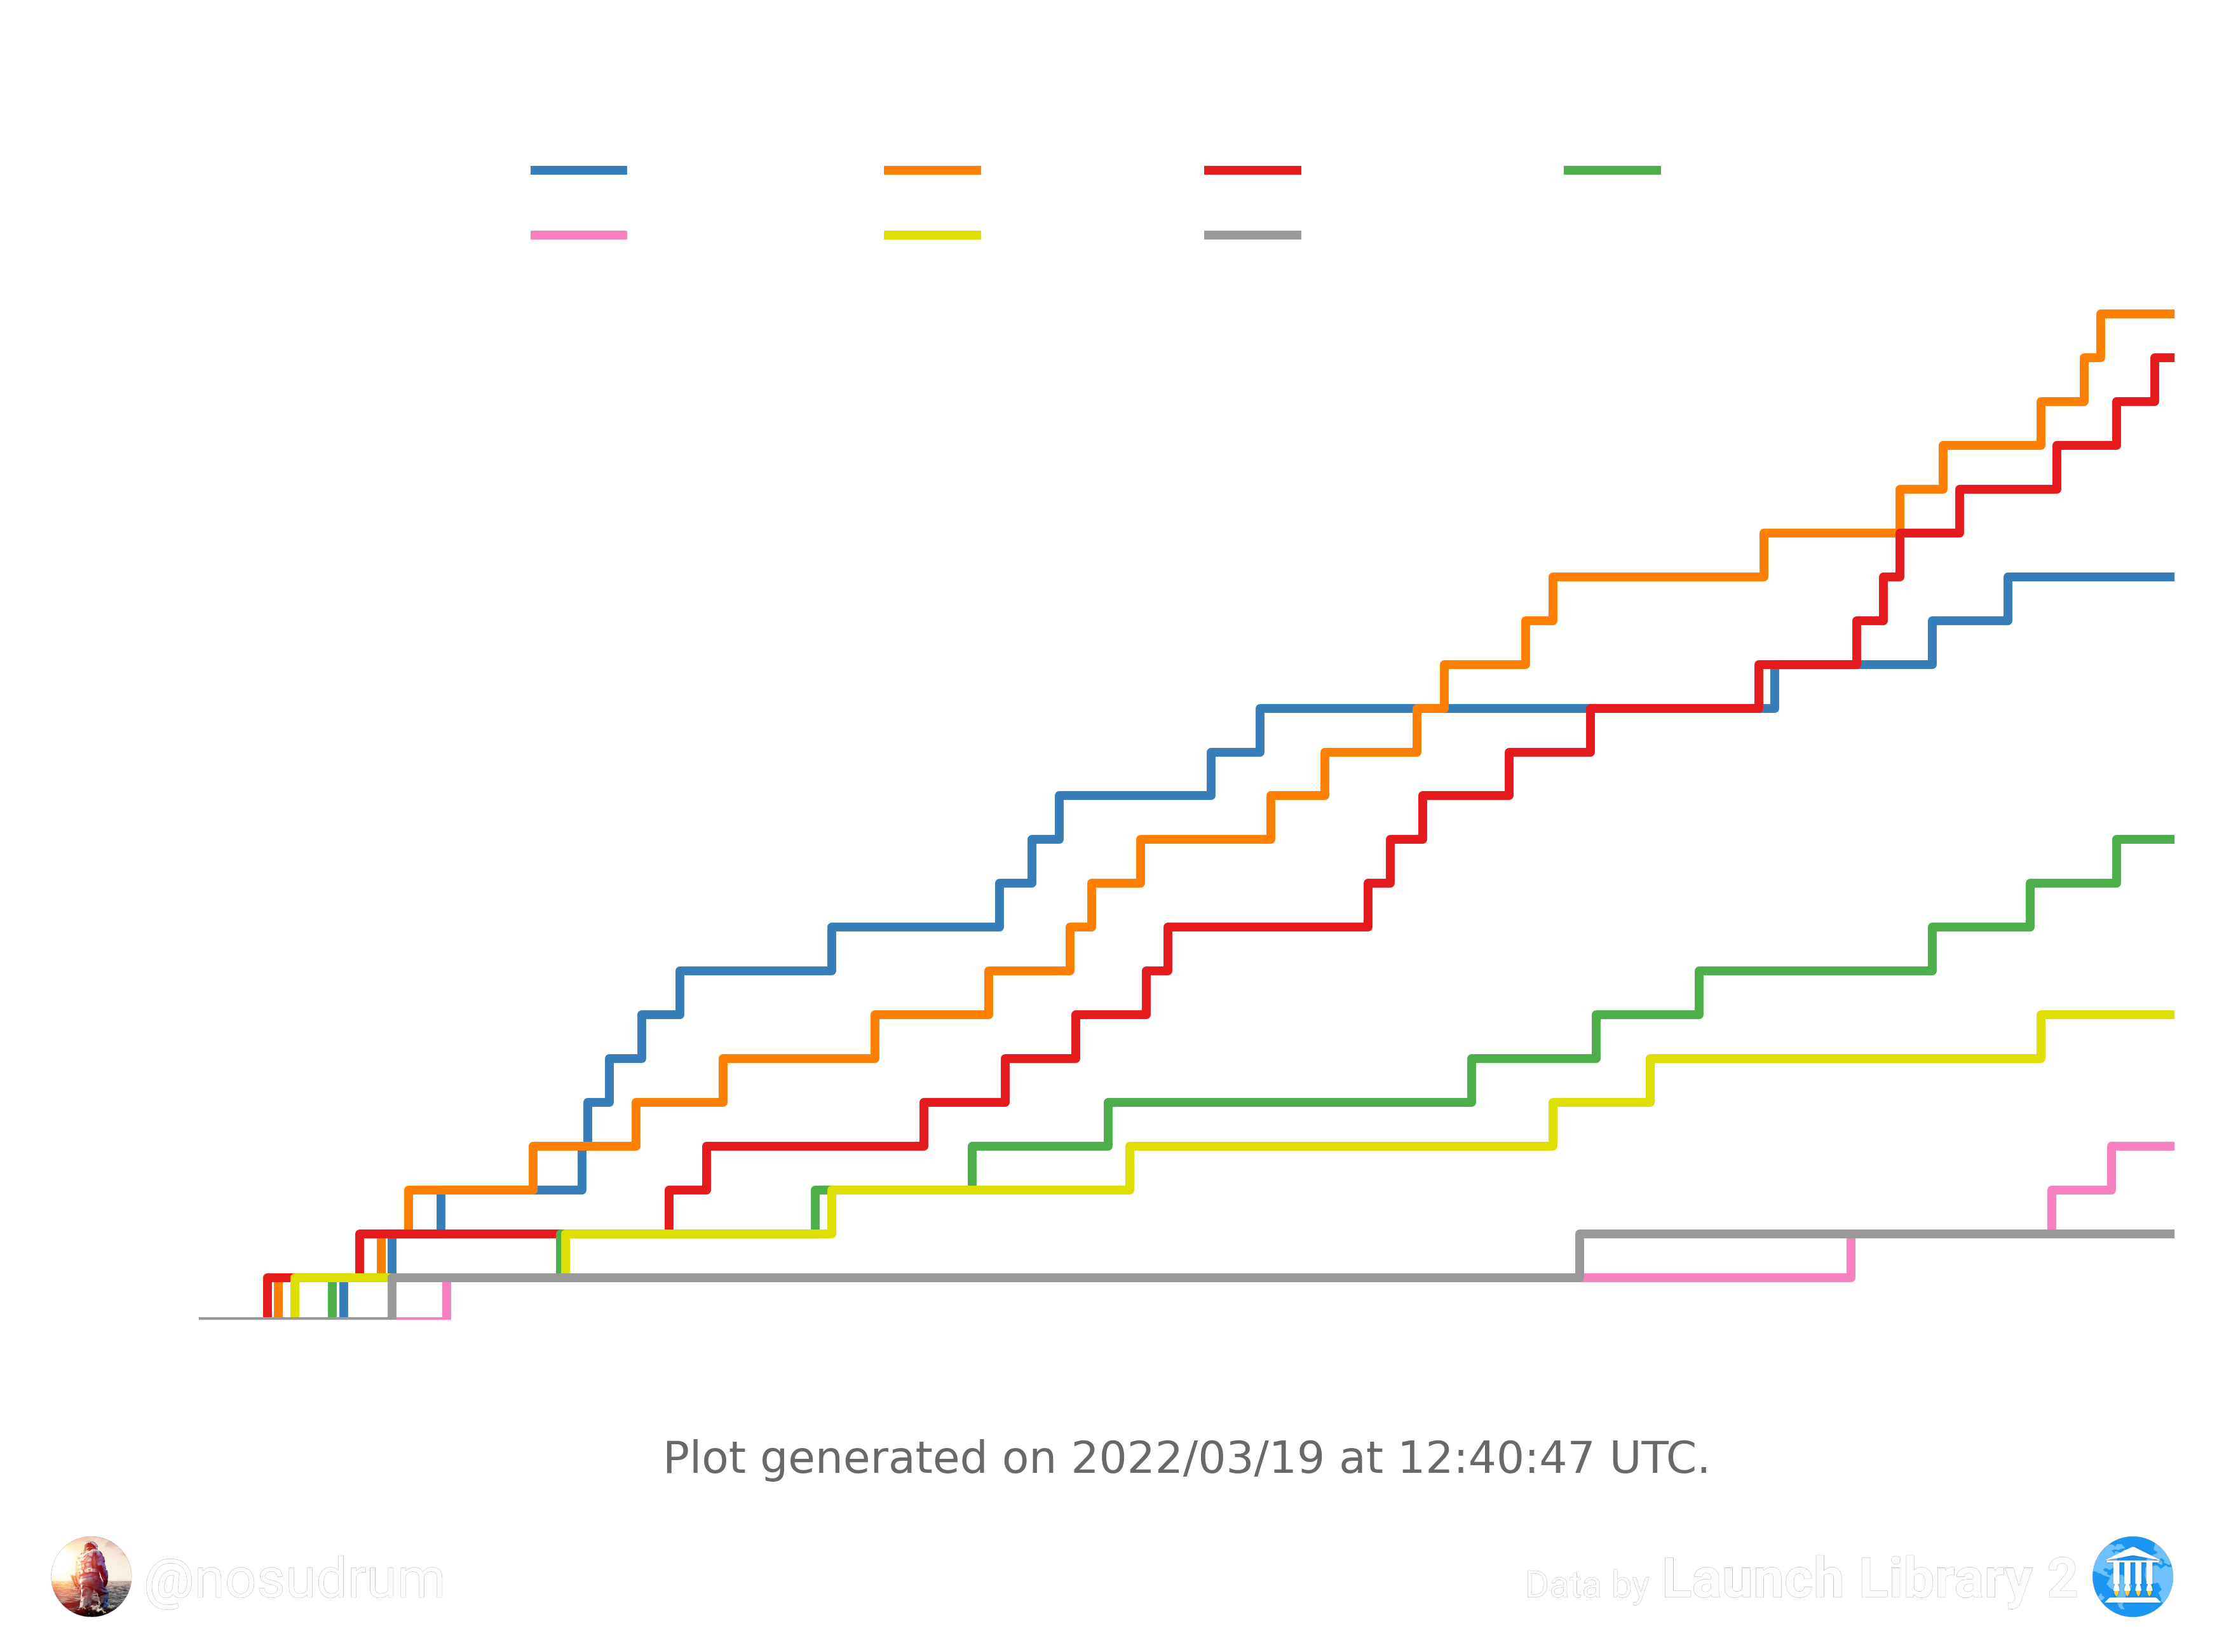 Plot generated on 2022/03/19 at 12:40:47 UTC.
@nosudrum
Data by Launch Library 2